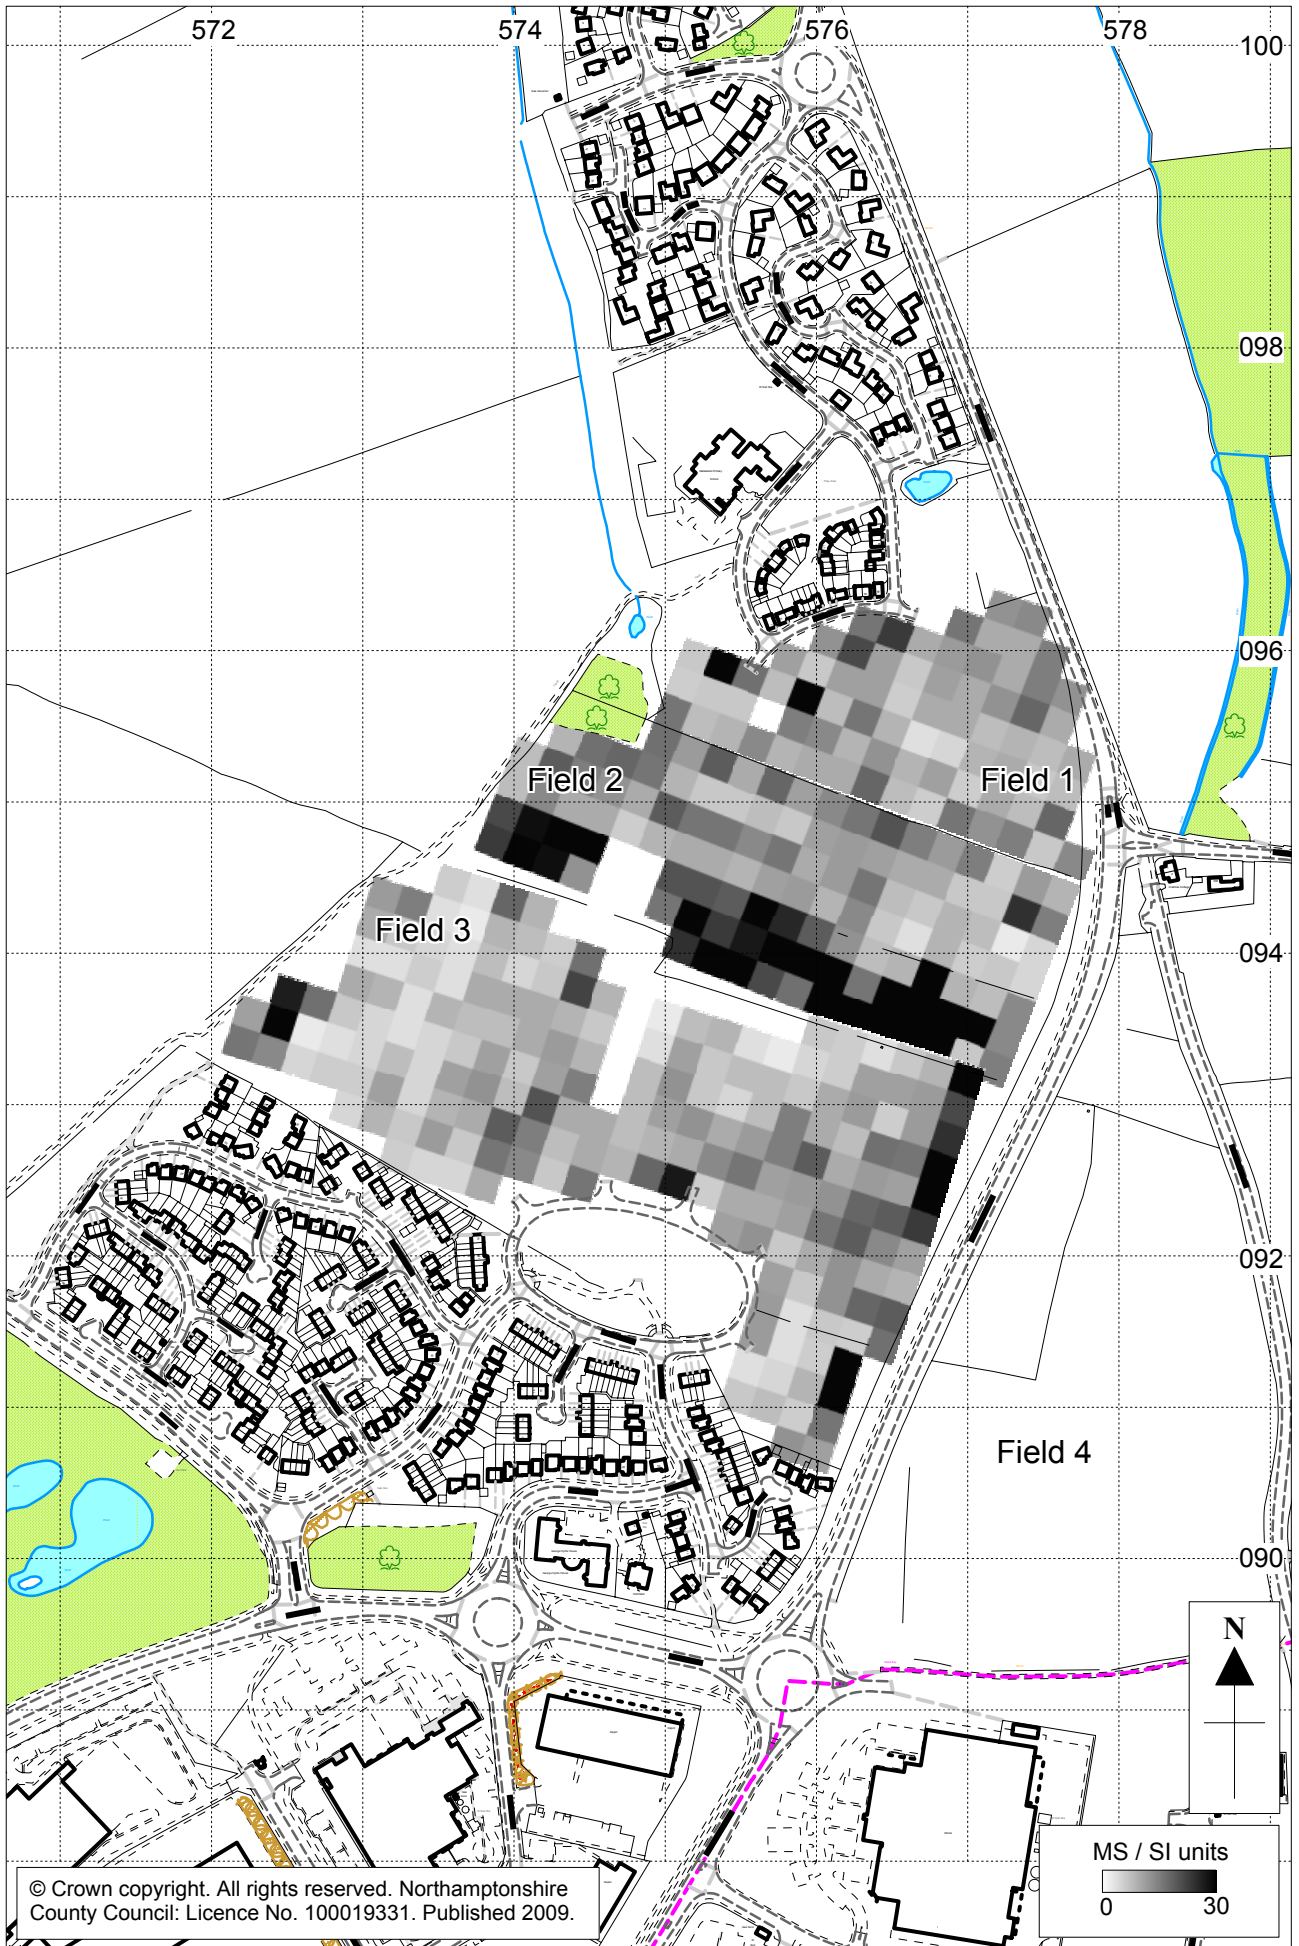 572 574 576 578
100
098
096
Field 2
Field 1
Field 3
094
092
Field 4
090
N
MS / SI units
0 30
© Crown copyright. All rights reserved. Northamptonshire
County Council: Licence No. 100019331. Published 2009.